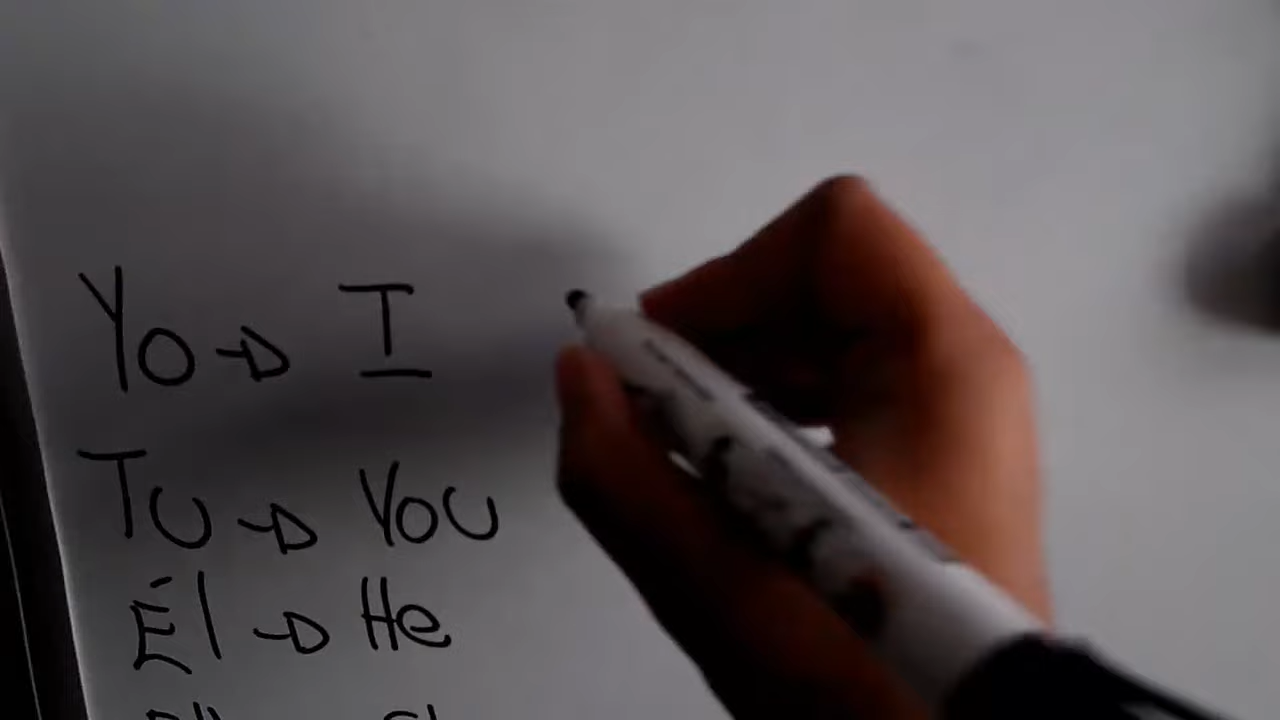 Yo → I
Tu → You
Él → He